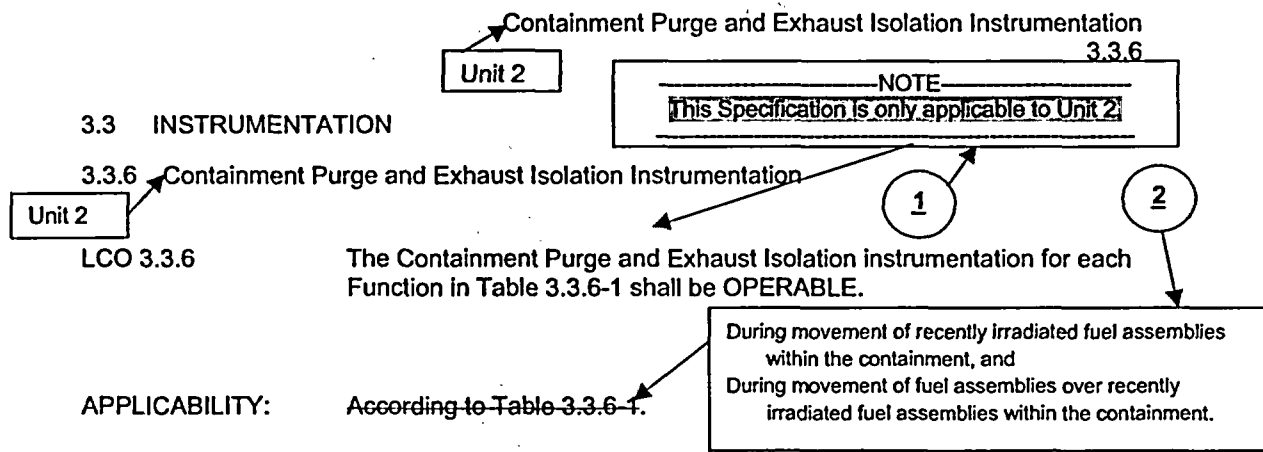 Containment Purge and Exhaust Isolation Instrumentation
3.3.6
Unit 2
NOTE
This Specification is only applicable to Unit 2.
3.3 INSTRUMENTATION
3.3.6 Containment Purge and Exhaust Isolation Instrumentation
Unit 2
1
2
LCO 3.3.6 The Containment Purge and Exhaust Isolation instrumentation for each
Function in Table 3.3.6-1 shall be OPERABLE.
During movement of recently irradiated fuel assemblies
within the containment, and
During movement of fuel assemblies over recently
irradiated fuel assemblies within the containment.
APPLICABILITY: According to Table 3.3.6-1.